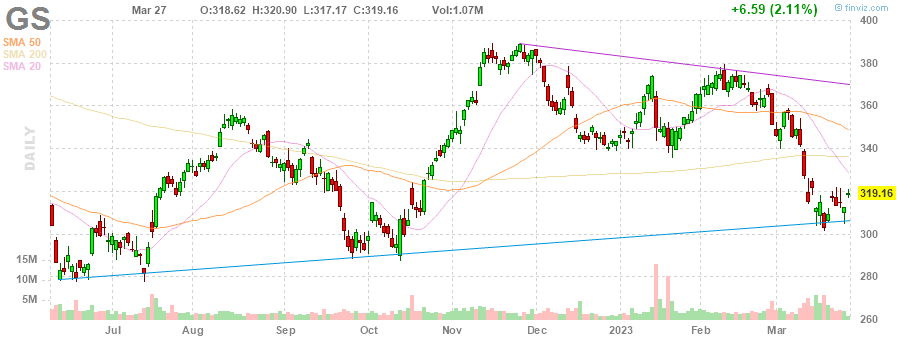 GS Mar 27 O:318.62 H:320.90 L:317.17 C:319.16 Vol:1.07M +6.59 (2.11%) finviz.com
SMA 50
SMA 200
SMA 20
DAILY
400
380
360
340
319.16
300
280
260
15M
10M
5M
Jul Aug Sep Oct Nov Dec 2023 Feb Mar